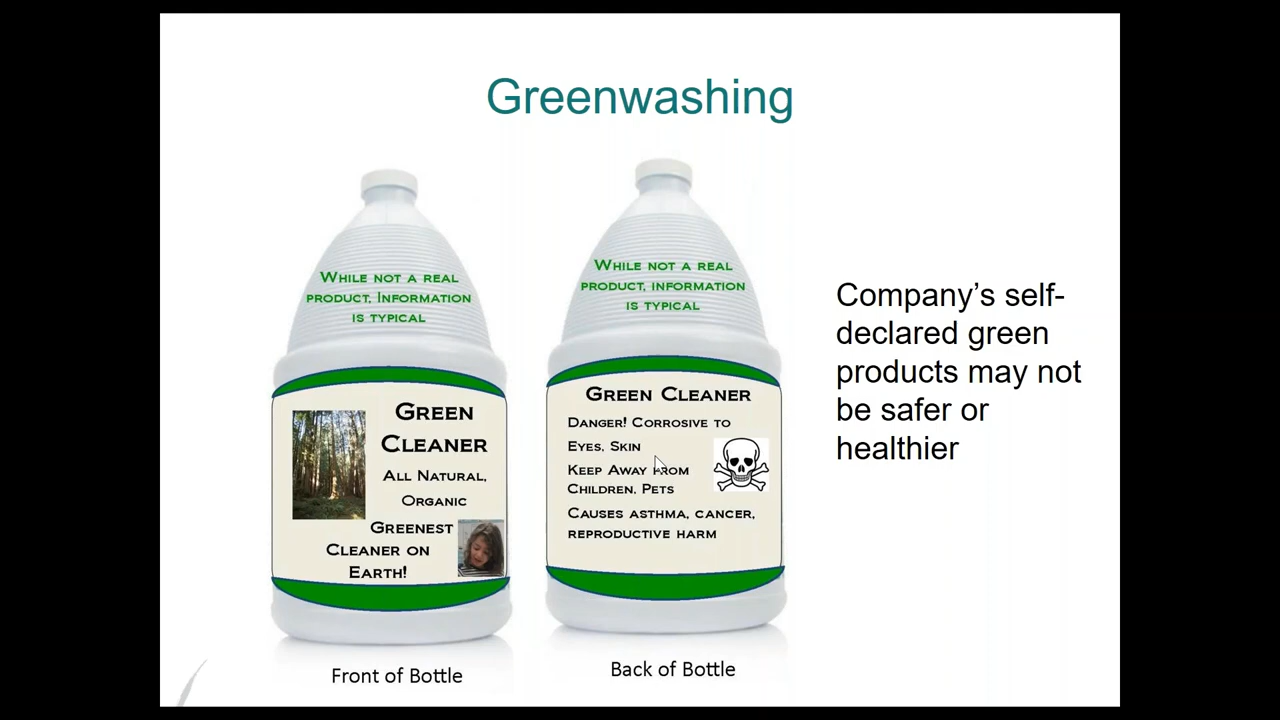 Greenwashing
While not a real
product, Information
is typical
Green
Cleaner
All Natural,
Organic
Greenest
Cleaner on
Earth!
Front of Bottle
While not a real
product, information
is typical
Green Cleaner
Danger! Corrosive to
Eyes, Skin
Keep Away from
Children, Pets
Causes asthma, cancer,
reproductive harm
Back of Bottle
Company’s self-
declared green
products may not
be safer or
healthier